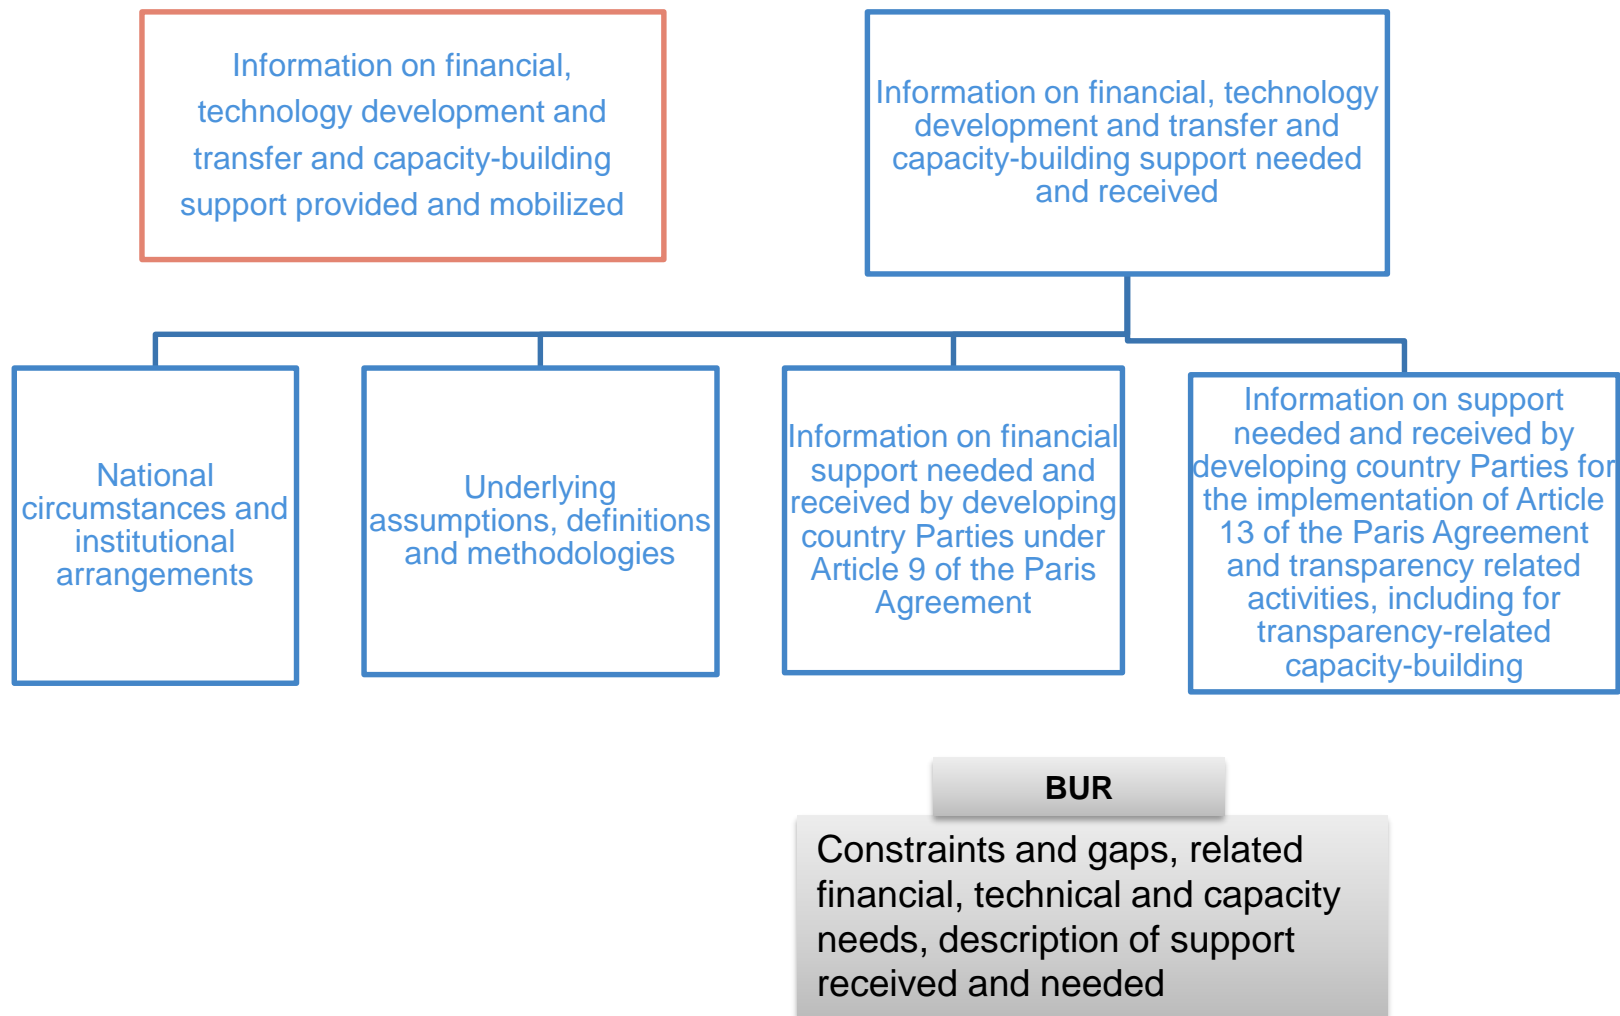 Information on financial,
technology development and
transfer and capacity-building
support provided and mobilized
Information on financial, technology
development and transfer and
capacity-building support needed
and received
National
circumstances and
institutional
arrangements
Underlying
assumptions, definitions
and methodologies
Information on financial
support needed and
received by developing
country Parties under
Article 9 of the Paris
Agreement
Information on support
needed and received by
developing country Parties for
the implementation of Article
13 of the Paris Agreement
and transparency related
activities, including for
transparency-related
capacity-building
BUR
Constraints and gaps, related
financial, technical and capacity
needs, description of support
received and needed